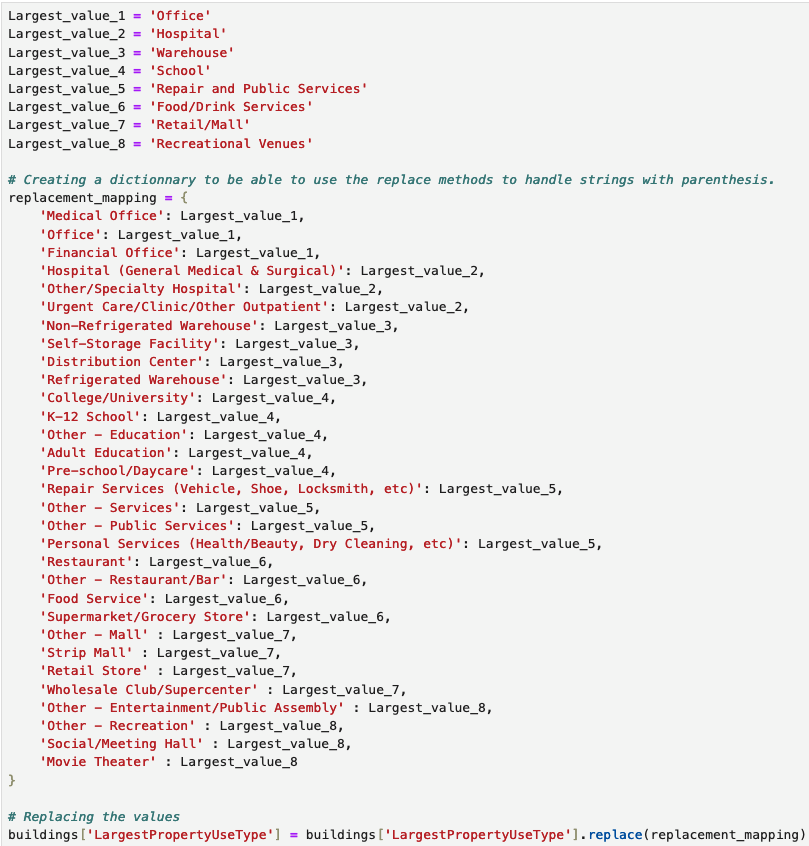 Largest_value_1 = 'Office'
Largest_value_2 = 'Hospital'
Largest_value_3 = 'Warehouse'
Largest_value_4 = 'School'
Largest_value_5 = 'Repair and Public Services'
Largest_value_6 = 'Food/Drink Services'
Largest_value_7 = 'Retail/Mall'
Largest_value_8 = 'Recreational Venues'

# Creating a dictionnary to be able to use the replace methods to handle strings with parenthesis.
replacement_mapping = {
    'Medical Office': Largest_value_1,
    'Office': Largest_value_1,
    'Financial Office': Largest_value_1,
    'Hospital (General Medical & Surgical)': Largest_value_2,
    'Other/Specialty Hospital': Largest_value_2,
    'Urgent Care/Clinic/Other Outpatient': Largest_value_2,
    'Non-Refrigerated Warehouse': Largest_value_3,
    'Self-Storage Facility': Largest_value_3,
    'Distribution Center': Largest_value_3,
    'Refrigerated Warehouse': Largest_value_3,
    'College/University': Largest_value_4,
    'K-12 School': Largest_value_4,
    'Other - Education': Largest_value_4,
    'Adult Education': Largest_value_4,
    'Pre-school/Daycare': Largest_value_4,
    'Repair Services (Vehicle, Shoe, Locksmith, etc)': Largest_value_5,
    'Other - Services': Largest_value_5,
    'Other - Public Services': Largest_value_5,
    'Personal Services (Health/Beauty, Dry Cleaning, etc)': Largest_value_5,
    'Restaurant': Largest_value_6,
    'Other - Restaurant/Bar': Largest_value_6,
    'Food Service': Largest_value_6,
    'Supermarket/Grocery Store': Largest_value_6,
    'Other - Mall' : Largest_value_7,
    'Strip Mall' : Largest_value_7,
    'Retail Store' : Largest_value_7,
    'Wholesale Club/Supercenter' : Largest_value_7,
    'Other - Entertainment/Public Assembly' : Largest_value_8,
    'Other - Recreation' : Largest_value_8,
    'Social/Meeting Hall' : Largest_value_8,
    'Movie Theater' : Largest_value_8
}

# Replacing the values
buildings['LargestPropertyUseType'] = buildings['LargestPropertyUseType'].replace(replacement_mapping)